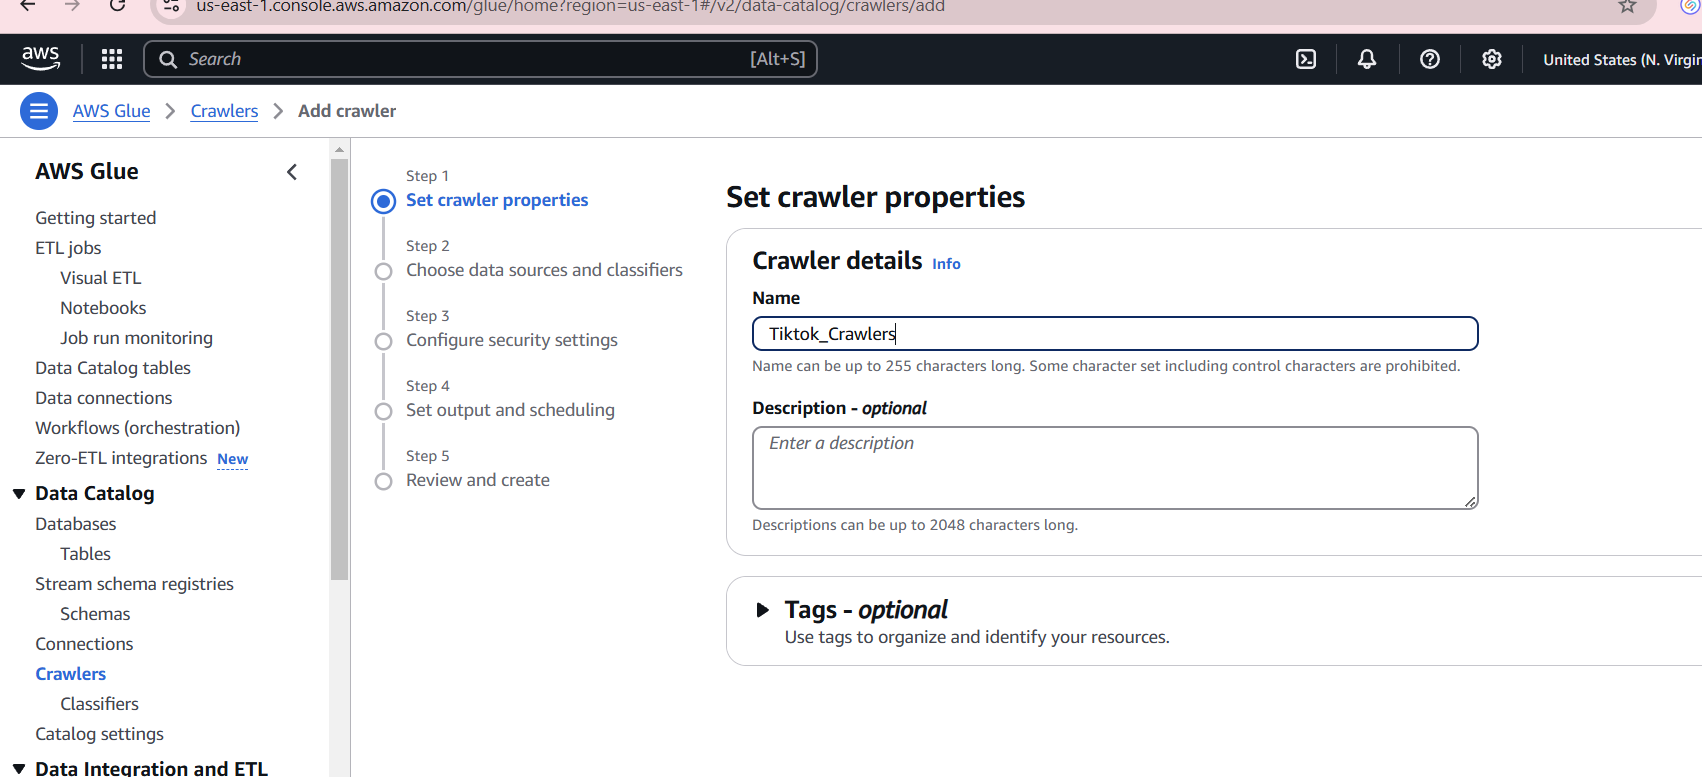 us-east-1.console.aws.amazon.com/glue/home?region=us-east-1#/v2/data-catalog/crawlers/add
aws
Search [Alt+S]
United States (N. Virgin
AWS Glue > Crawlers > Add crawler
AWS Glue
Getting started
ETL jobs
Visual ETL
Notebooks
Job run monitoring
Data Catalog tables
Data connections
Workflows (orchestration)
Zero-ETL integrations New
Data Catalog
Databases
Tables
Stream schema registries
Schemas
Connections
Crawlers
Classifiers
Catalog settings
Data Integration and ETL
Step 1
Set crawler properties
Step 2
Choose data sources and classifiers
Step 3
Configure security settings
Step 4
Set output and scheduling
Step 5
Review and create
Set crawler properties
Crawler details Info
Name
Tiktok_Crawlers
Name can be up to 255 characters long. Some character set including control characters are prohibited.
Description - optional
Enter a description
Descriptions can be up to 2048 characters long.
Tags - optional
Use tags to organize and identify your resources.